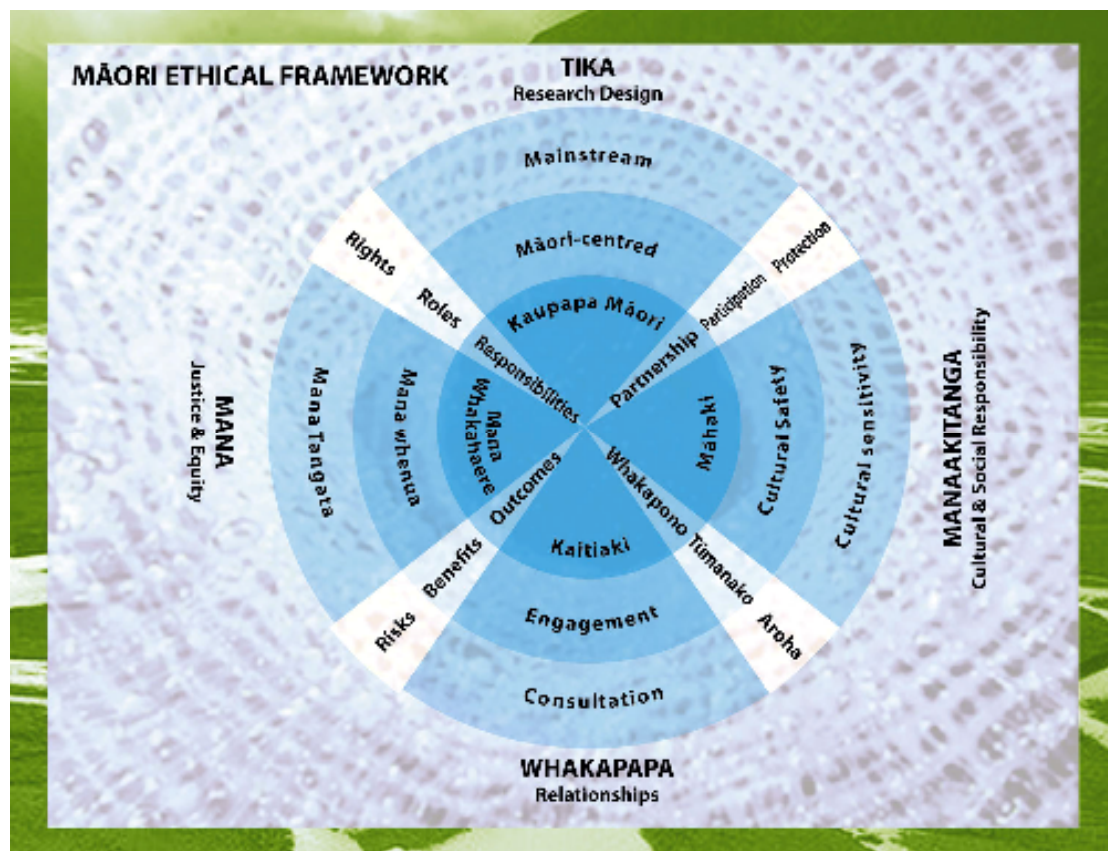 MĀORI ETHICAL FRAMEWORK
TIKA
Research Design
Mainstream
Māori-centred
Kaupapa Māori
Rights
Roles
Responsibilities
Protection
Participation
Partnership
MANA
Justice & Equity
Mana Tangata
Mana whenua
Mana
Whakahaere
Māhaki
Cultural Safety
Cultural sensitivity
MANAAKITANGA
Cultural & Social Responsibility
Outcomes
Benefits
Risks
Whakapono
Tūmanako
Aroha
Kaitiaki
Engagement
Consultation
WHAKAPAPA
Relationships